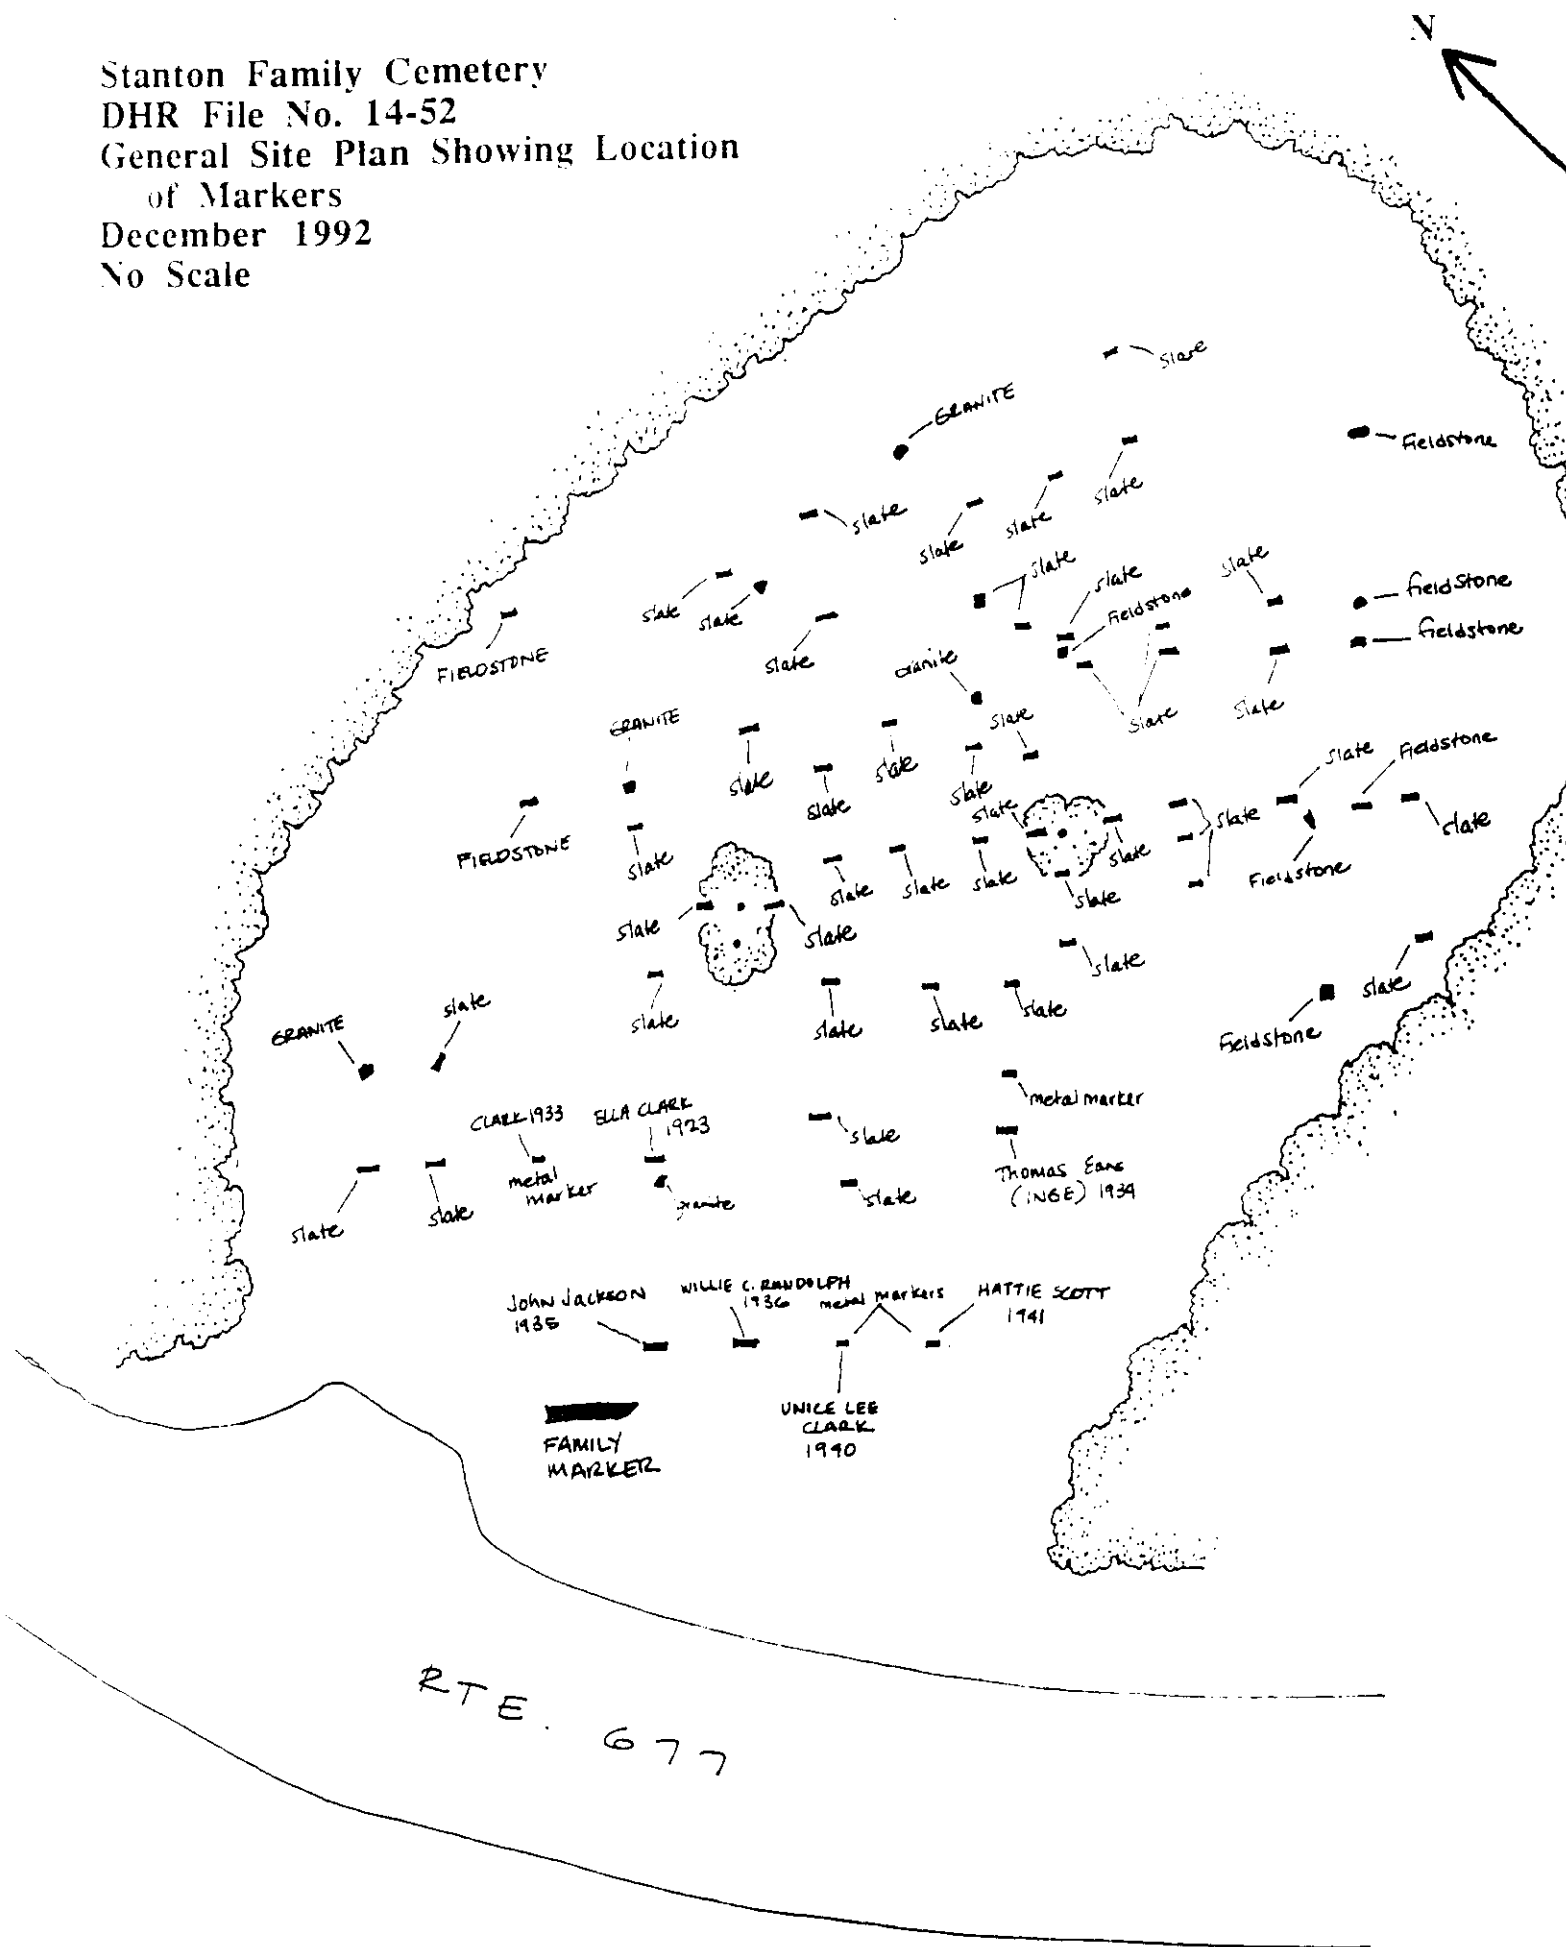 N
Stanton Family Cemetery
DHR File No. 14-52
General Site Plan Showing Location
of Markers
December 1992
No Scale
slate
GRANITE
Fieldstone
slate
slate
slate
slate
slate
slate
slate
slate
slate
fieldstone
Fieldstone
fieldstone
slate
FIELDSTONE
slate
granite
slate
slate
slate
GRANITE
slate
slate
slate
slate
Fieldstone
slate
slate
slate
slate
slate
FIELDSTONE
slate
slate
Fieldstone
slate
slate
slate
slate
slate
slate
slate
slate
slate
GRANITE
slate
slate
slate
slate
slate
Fieldstone
metal marker
CLARK 1933
ELLA CLARK
1923
slate
metal
marker
Thomas
(INGE) 1934
slate
slate
granite
slate
John Jackson
1935
WILLIE C. RANDOLPH
1936
metal markers
HATTIE SCOTT
1941
FAMILY
MARKER
UNICE LEE
CLARK
1940
RTE. 677